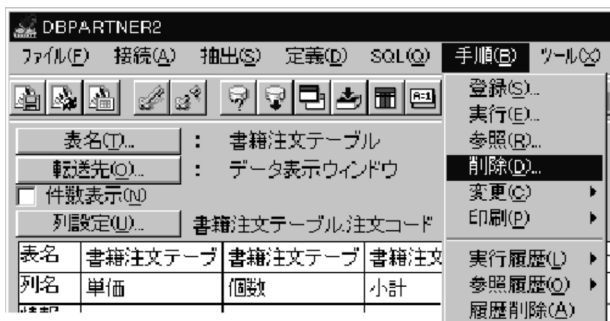 DBPARTNER2
ファイル(F) 接続(A) 抽出(S) 定義(D) SQL(Q) 手順(B) ツール(X)
登録(S)...
実行(E)...
表名(T)... : 書籍注文テーブル 参照(R)...
転送先(O)... : データ表示ウィンドウ 削除(D)...
件数表示(N) 変更(C)
列設定(U)... 書籍注文テーブル.注文コード 印刷(P)
表名 書籍注文テーブ 書籍注文テーブ 書籍注文 実行履歴(L)
列名 単価 個数 小計 参照履歴(O)
履歴削除(A)